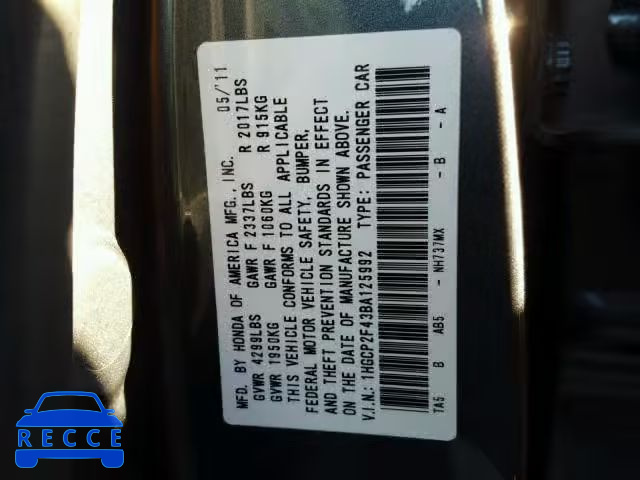 MFD. BY HONDA OF AMERICA MFG., INC. 05/'11
GVWR 4299LBS GAWR F 2337LBS R 2017LBS
GVWR 1950KG GAWR F 1060KG R 915KG
THIS VEHICLE CONFORMS TO ALL APPLICABLE
FEDERAL MOTOR VEHICLE SAFETY, BUMPER,
AND THEFT PREVENTION STANDARDS IN EFFECT
ON THE DATE OF MANUFACTURE SHOWN ABOVE.
V.I.N.: 1HGCP2F43BA125992 TYPE: PASSENGER CAR
TA5 B AB5 - NH737MX - B - A
RECCE